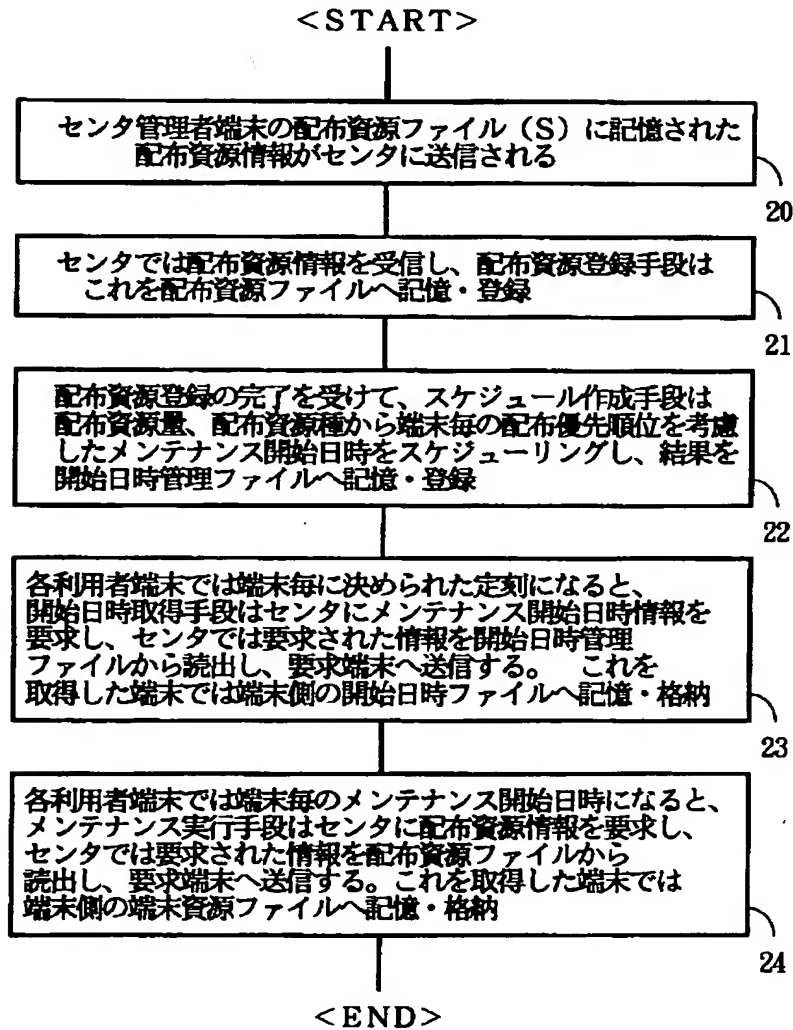 <START>
センタ管理者端末の配布資源ファイル(S)に記憶された
配布資源情報がセンタに送信される
20
センタでは配布資源情報を受信し、配布資源登録手段は
これを配布資源ファイルへ記憶・登録
21
配布資源登録の完了を受けて、スケジュール作成手段は
配布資源量、配布資源種から端末毎の配布優先順位を考慮
したメンテナンス開始日時をスケジューリングし、結果を
開始日時管理ファイルへ記憶・登録
22
各利用者端末では端末毎に決められた定刻になると、
開始日時取得手段はセンタにメンテナンス開始日時情報を
要求し、センタでは要求された情報を開始日時管理
ファイルから読出し、要求端末へ送信する。 これを
取得した端末では端末側の開始日時ファイルへ記憶・格納
23
各利用者端末では端末毎のメンテナンス開始日時になると、
メンテナンス実行手段はセンタに配布資源情報を要求し、
センタでは要求された情報を配布資源ファイルから
読出し、要求端末へ送信する。これを取得した端末では
端末側の端末資源ファイルへ記憶・格納
24
<END>